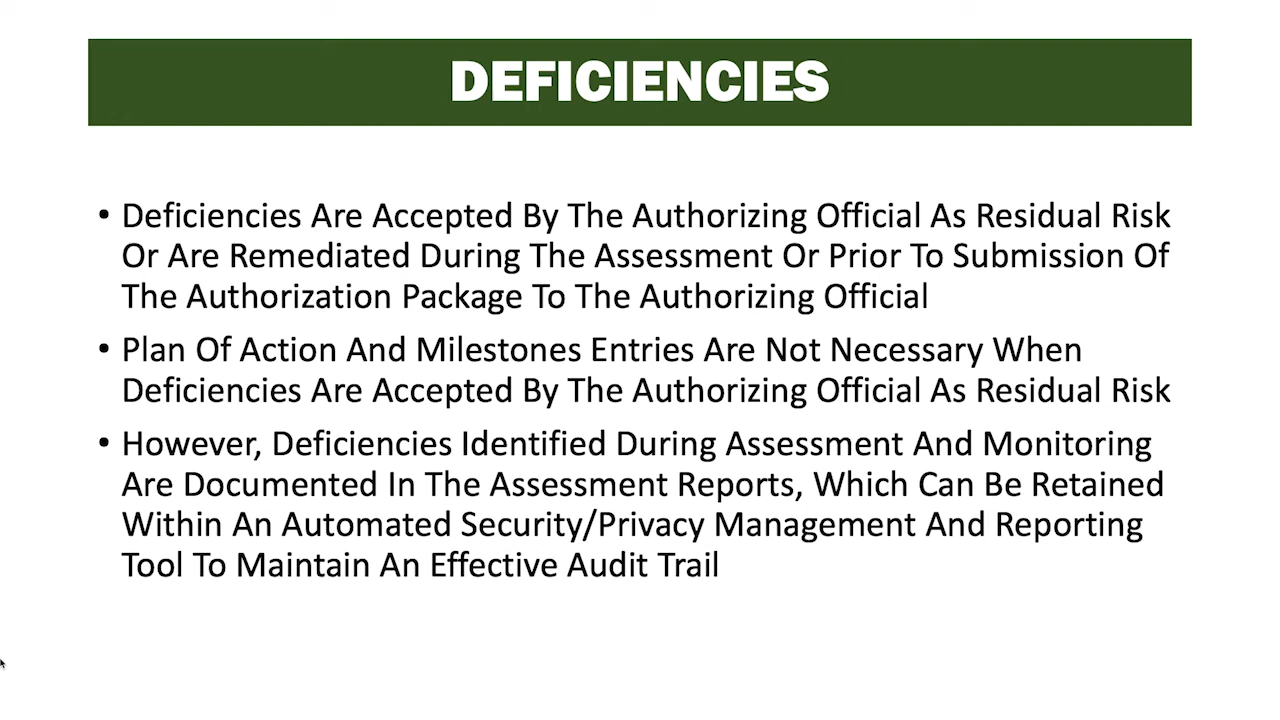 DEFICIENCIES
• Deficiencies Are Accepted By The Authorizing Official As Residual Risk
Or Are Remediated During The Assessment Or Prior To Submission Of
The Authorization Package To The Authorizing Official
• Plan Of Action And Milestones Entries Are Not Necessary When
Deficiencies Are Accepted By The Authorizing Official As Residual Risk
• However, Deficiencies Identified During Assessment And Monitoring
Are Documented In The Assessment Reports, Which Can Be Retained
Within An Automated Security/Privacy Management And Reporting
Tool To Maintain An Effective Audit Trail